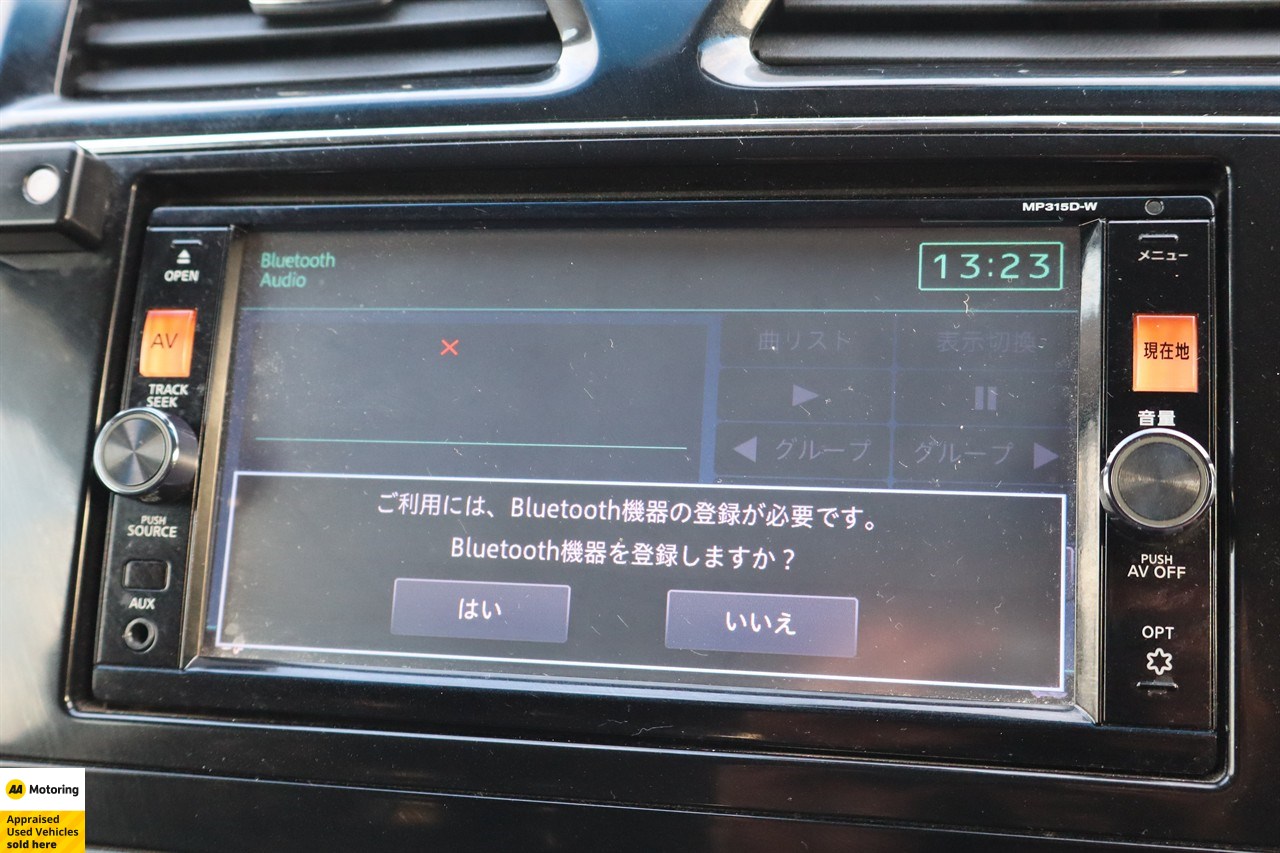 MP315D-W
OPEN
AV
TRACK
SEEK
PUSH
SOURCE
AUX
Bluetooth
Audio
13:23
曲リスト
表示切換
グループ
グループ
ご利用には、Bluetooth機器の登録が必要です。
Bluetooth機器を登録しますか？
はい
いいえ
メニュー
現在地
音量
PUSH
AV OFF
OPT
AA Motoring
Appraised
Used Vehicles
sold here